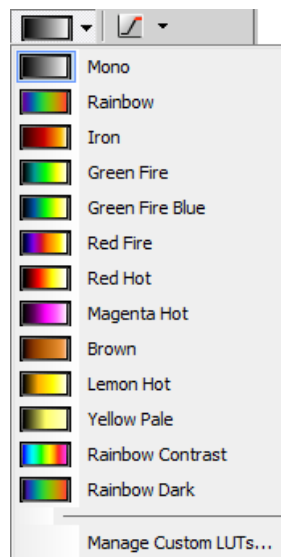 Mono
Rainbow
Iron
Green Fire
Green Fire Blue
Red Fire
Red Hot
Magenta Hot
Brown
Lemon Hot
Yellow Pale
Rainbow Contrast
Rainbow Dark
Manage Custom LUTs...